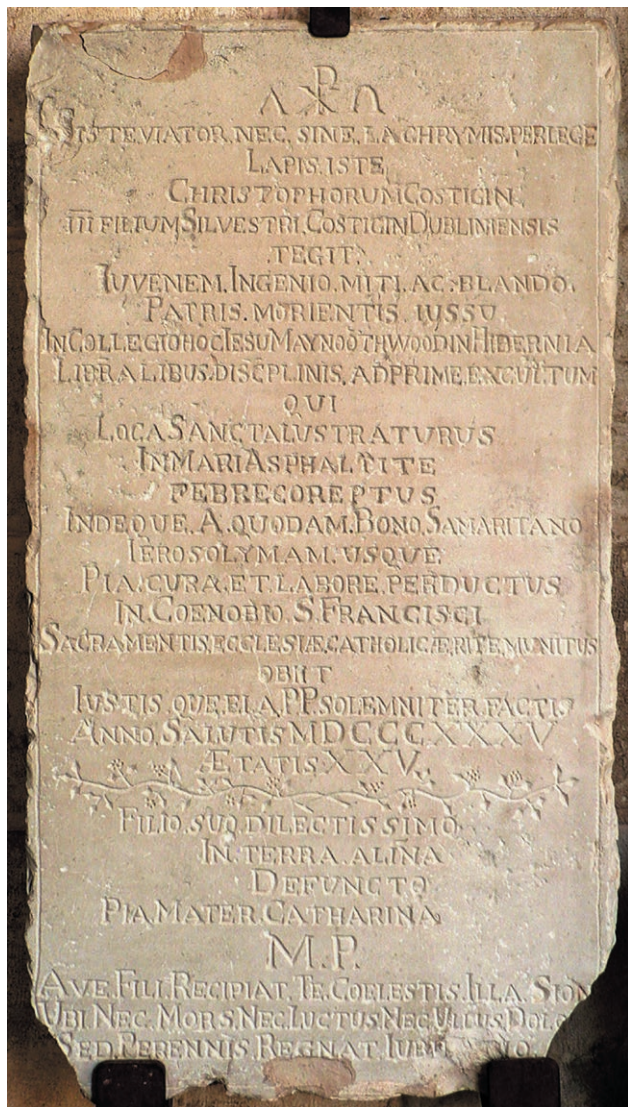 Λ ☧ Ω
SISTE.VIATOR.NEC.SINE.LACHRYMIS.PERLEGE
LAPIS.ISTE
CHRISTOPHORUM COSTIGIN
III FILIUM SILVESTRI.COSTIGIN DUBLINIENSIS
TEGIT:
IUVENEM.INGENIO.MITI.AC.BLANDO.
PATRIS.MORIENTIS.IUSSU
IN COLLEGIO HOC IESU MAYNOOTHWOOD IN HIBERNIA
LIBERALIBUS.DISCPLINIS.ADPRIME.EXCULTUM
QUI
LOCA SANCTA LUSTRATURUS
IN MARI ASPHALTITE
FEBRE COREPTUS
INDEQUE.A.QUODAM.BONO.SAMARITANO
IEROSOLYMAM.USQUE
PIA.CURA.ET.LABORE.PERDUCTUS
IN.COENOBIO.S.FRANCISCI
SACRAMENTIS.ECCLESIÆ.CATHOLICÆ.RITE.MUNITUS
OBIIT
IUSTIS QUE.EI.A.PP.SOLEMNITER.FACTIS
ANNO.SALUTIS MDCCCXXXV
ÆTATIS XXV.
FILIO.SUO.DILECTISSIMO
IN.TERRA.ALINA
DEFUNCTO
PIA.MATER.CATHARINA
M.P.
AVE.FILI.RECIPIAT.TE.COELESTIS.ILLA.SION
UBI NEC.MORS.NEC.LUCTUS.NEC.ULLUS.DOLO
SED.PERENNIS.REGNAT.